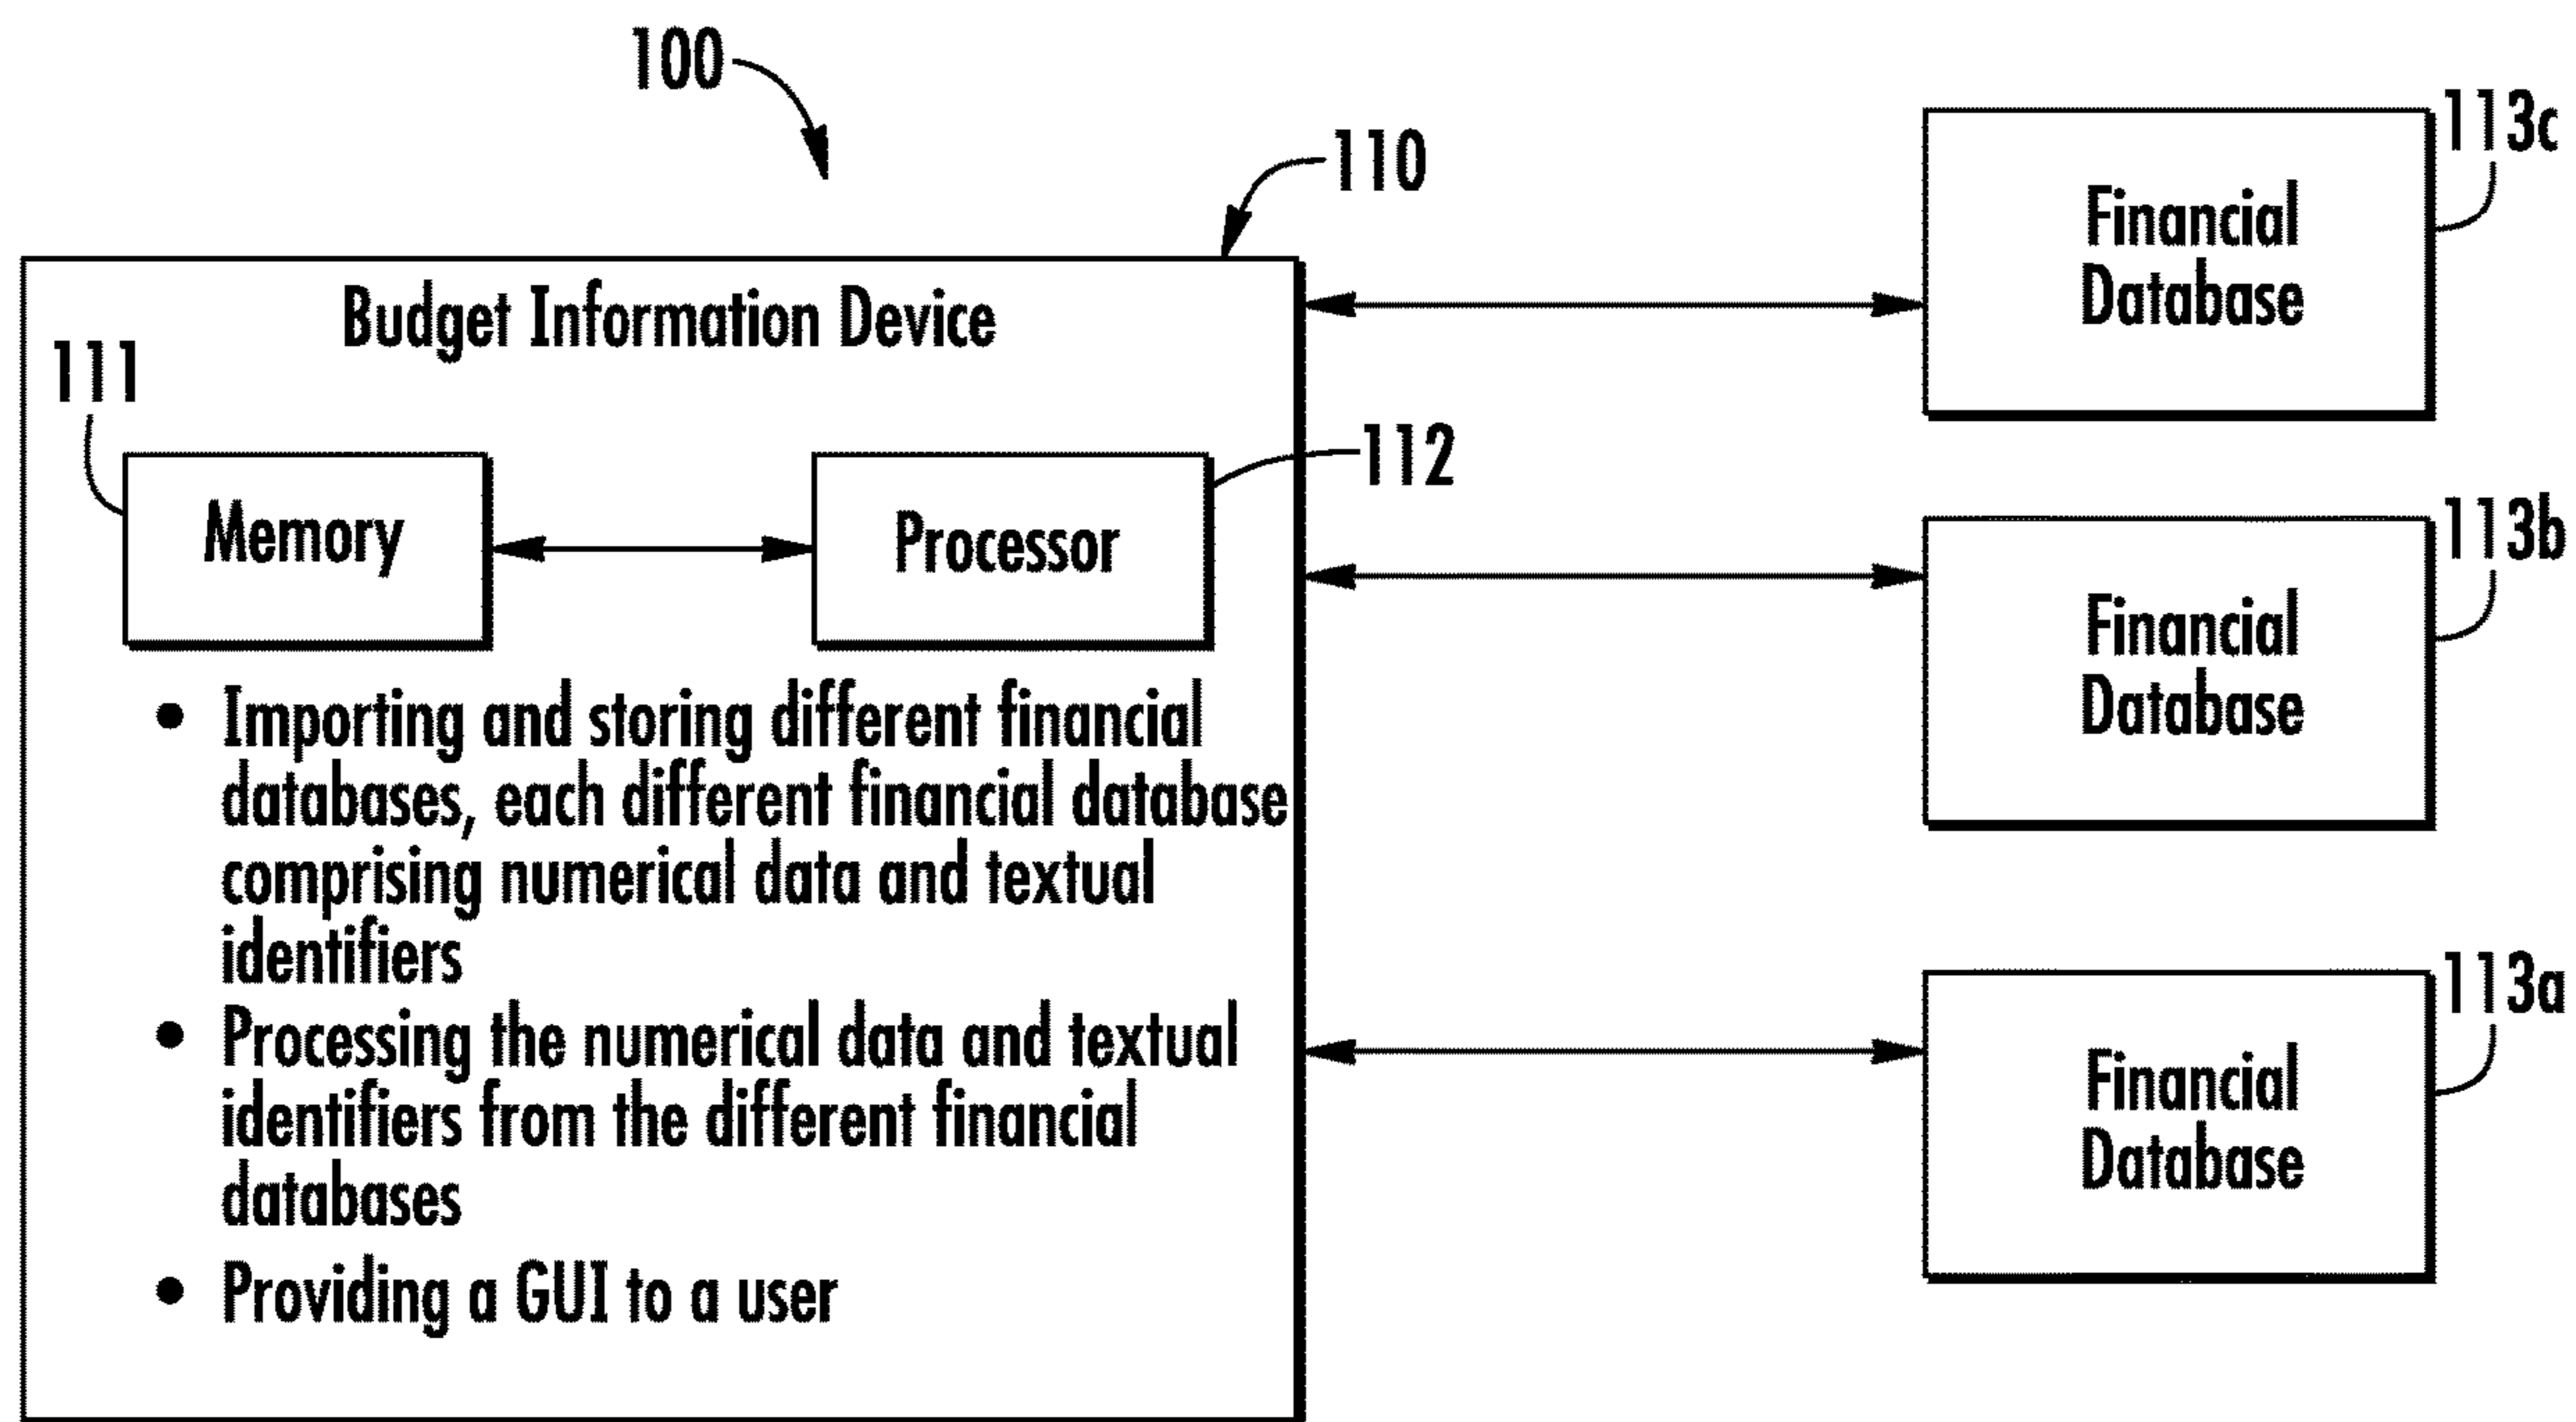 100
110
Budget Information Device
111
Memory
Processor
112
• Importing and storing different financial
databases, each different financial database
comprising numerical data and textual
identifiers
• Processing the numerical data and textual
identifiers from the different financial
databases
• Providing a GUI to a user
113c
Financial
Database
113b
Financial
Database
113a
Financial
Database